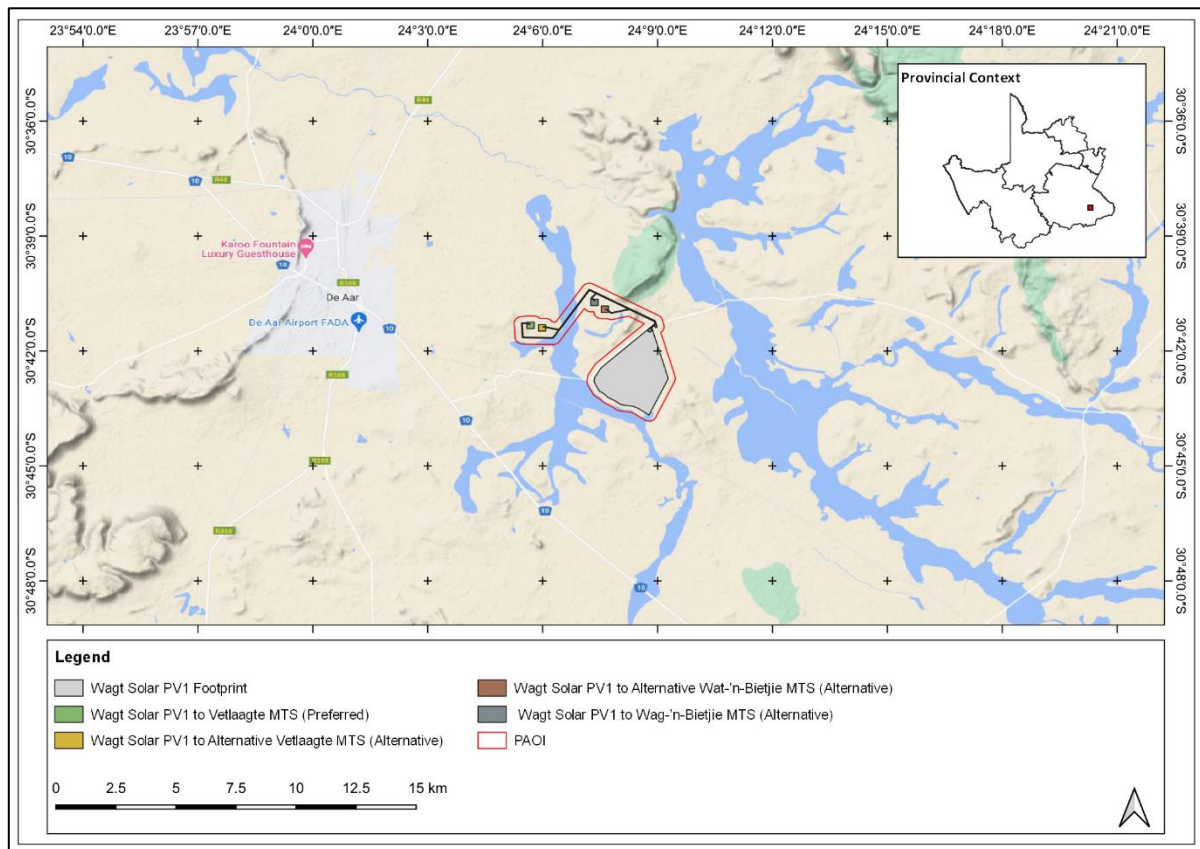 23°54'0.0"E
23°57'0.0"E
24°0'0.0"E
24°3'0.0"E
24°6'0.0"E
24°9'0.0"E
24°12'0.0"E
24°15'0.0"E
24°18'0.0"E
24°21'0.0"E
30°36'0.0"S
30°39'0.0"S
30°42'0.0"S
30°45'0.0"S
30°48'0.0"S
30°36'0.0"S
30°39'0.0"S
30°42'0.0"S
30°45'0.0"S
30°48'0.0"S
Provincial Context
R48
10
10
R48
Karoo Fountain
Luxury Guesthouse
10
R388
De Aar
De Aar Airport FADA
10
R388
10
R388
10
R388
10
Legend
Wagt Solar PV1 Footprint
Wagt Solar PV1 to Vetlaagte MTS (Preferred)
Wagt Solar PV1 to Alternative Vetlaagte MTS (Alternative)
Wagt Solar PV1 to Alternative Wat-'n-Bietjie MTS (Alternative)
Wagt Solar PV1 to Wag-'n-Bietjie MTS (Alternative)
PAOI
0 2.5 5 7.5 10 12.5 15 km